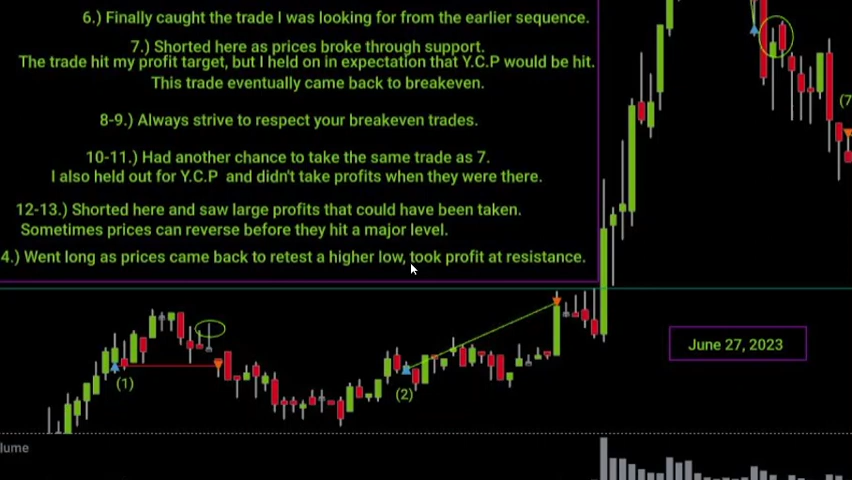 6.) Finally caught the trade I was looking for from the earlier sequence.
7.) Shorted here as prices broke through support.
The trade hit my profit target, but I held on in expectation that Y.C.P would be hit.
This trade eventually came back to breakeven.
8-9.) Always strive to respect your breakeven trades.
10-11.) Had another chance to take the same trade as 7.
I also held out for Y.C.P and didn't take profits when they were there.
12-13.) Shorted here and saw large profits that could have been taken.
Sometimes prices can reverse before they hit a major level.
4.) Went long as prices came back to retest a higher low, took profit at resistance.
(7
June 27, 2023
(1)
(2)
lume